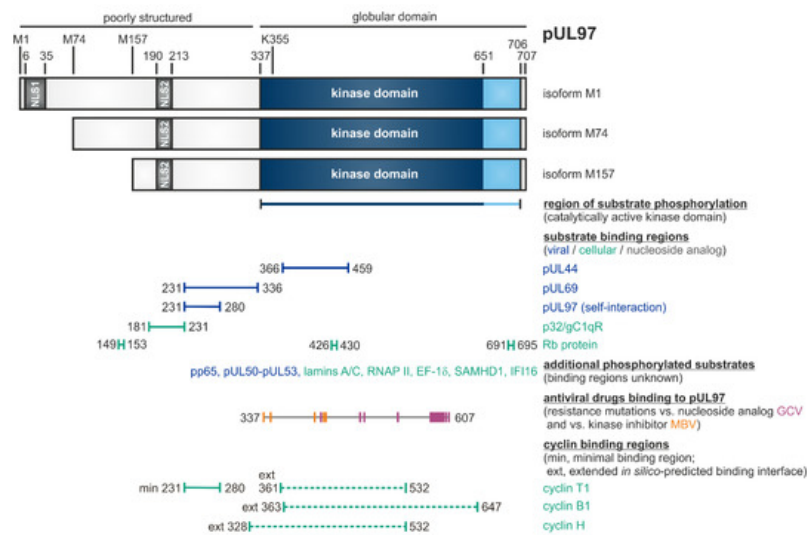 poorly structured globular domain
M1 M74 M157 K355 706 pUL97
6 35 190 213 337 651 707
NLS1 NLS2 kinase domain isoform M1
NLS2 kinase domain isoform M74
NLS2 kinase domain isoform M157
region of substrate phosphorylation
(catalytically active kinase domain)
substrate binding regions
(viral / cellular / nucleoside analog)
366 459 pUL44
231 336 pUL69
231 280 pUL97 (self-interaction)
181 231 p32/gC1qR
149 153 426 430 691 695 Rb protein
pp65, pUL50-pUL53, lamins A/C, RNAP II, EF-1δ, SAMHD1, IFI16 additional phosphorylated substrates
(binding regions unknown)
antiviral drugs binding to pUL97
337 607 (resistance mutations vs. nucleoside analog GCV
and vs. kinase inhibitor MBV)
cyclin binding regions
(min, minimal binding region;
ext, extended in silico-predicted binding interface)
ext
min 231 280 361 532 cyclin T1
ext 363 647 cyclin B1
ext 328 532 cyclin H